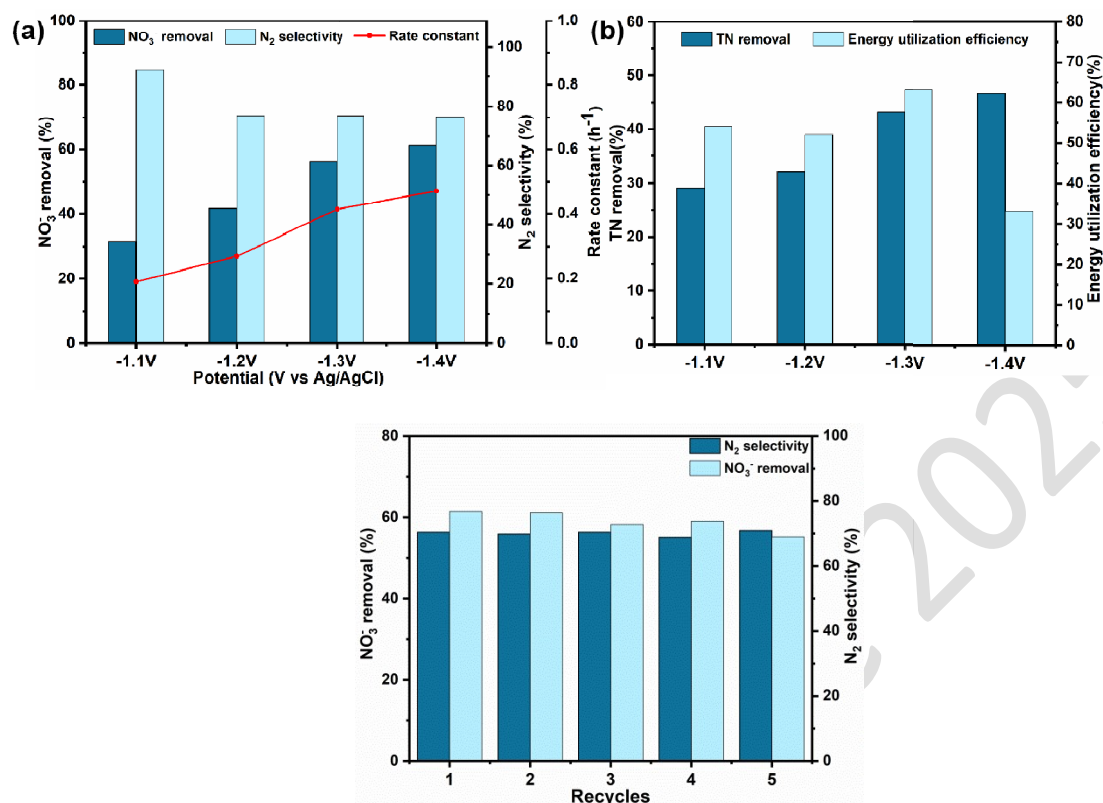 (a)
NO₃⁻ removal
N₂ selectivity
Rate constant
NO₃⁻ removal (%)
100
80
60
40
20
0
N₂ selectivity (%)
100
80
60
40
20
0
Rate constant (h⁻¹)
1.0
0.8
0.6
0.4
0.2
0.0
-1.1V
-1.2V
-1.3V
-1.4V
Potential (V vs Ag/AgCl)
(b)
TN removal
Energy utilization efficiency
TN removal(%)
60
50
40
30
20
10
0
Energy utilization efficiency(%)
80
70
60
50
40
30
20
10
0
-1.1V
-1.2V
-1.3V
-1.4V
N₂ selectivity
NO₃⁻ removal
NO₃⁻ removal (%)
80
60
40
20
0
N₂ selectivity (%)
100
80
60
40
20
0
1
2
3
4
5
Recycles